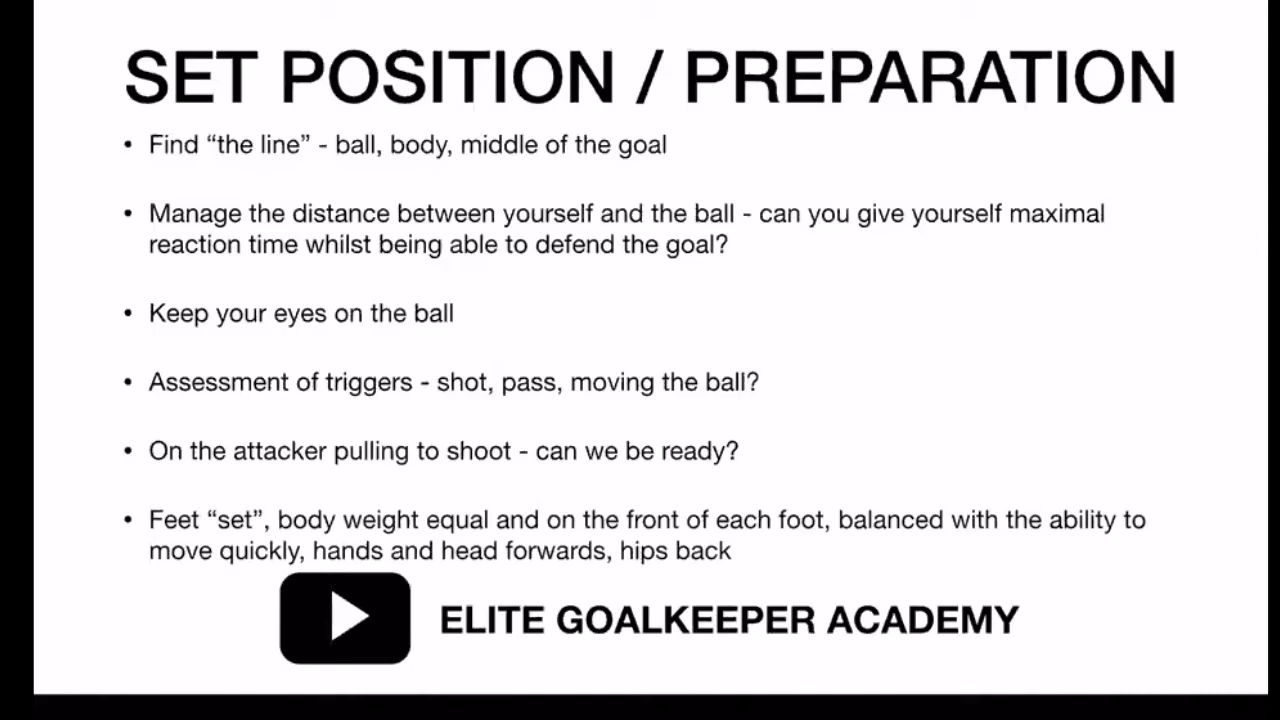 SET POSITION / PREPARATION
• Find “the line” - ball, body, middle of the goal
• Manage the distance between yourself and the ball - can you give yourself maximal
reaction time whilst being able to defend the goal?
• Keep your eyes on the ball
• Assessment of triggers - shot, pass, moving the ball?
• On the attacker pulling to shoot - can we be ready?
• Feet “set”, body weight equal and on the front of each foot, balanced with the ability to
move quickly, hands and head forwards, hips back
ELITE GOALKEEPER ACADEMY